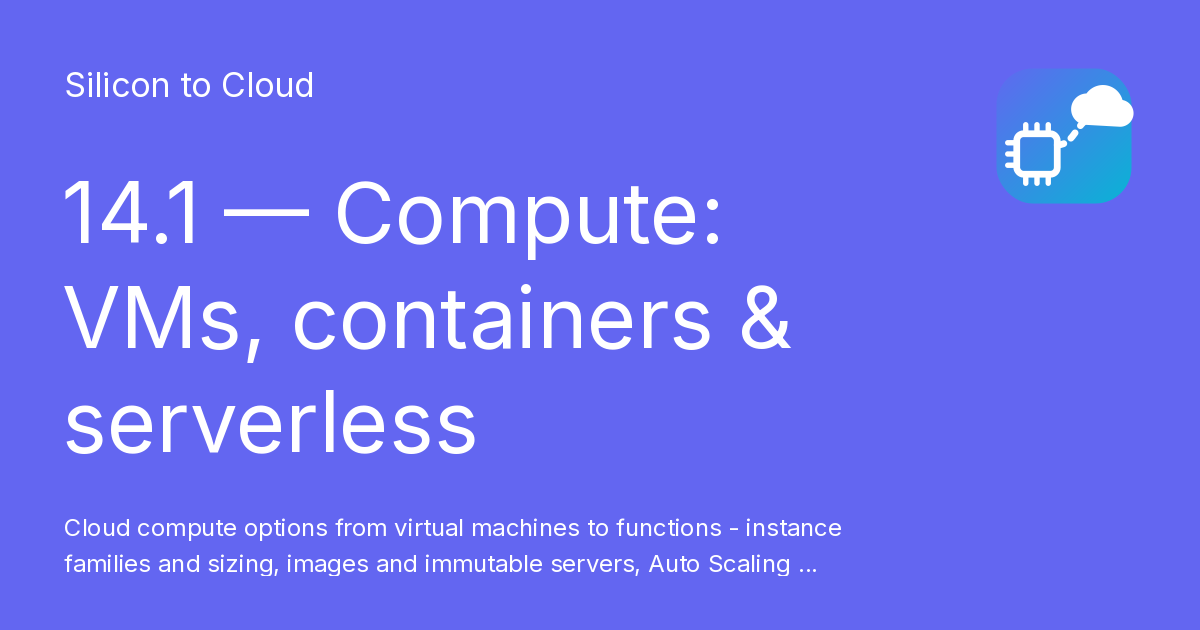 Silicon to Cloud
14.1 — Compute:
VMs, containers &
serverless
Cloud compute options from virtual machines to functions - instance
families and sizing, images and immutable servers, Auto Scaling ...